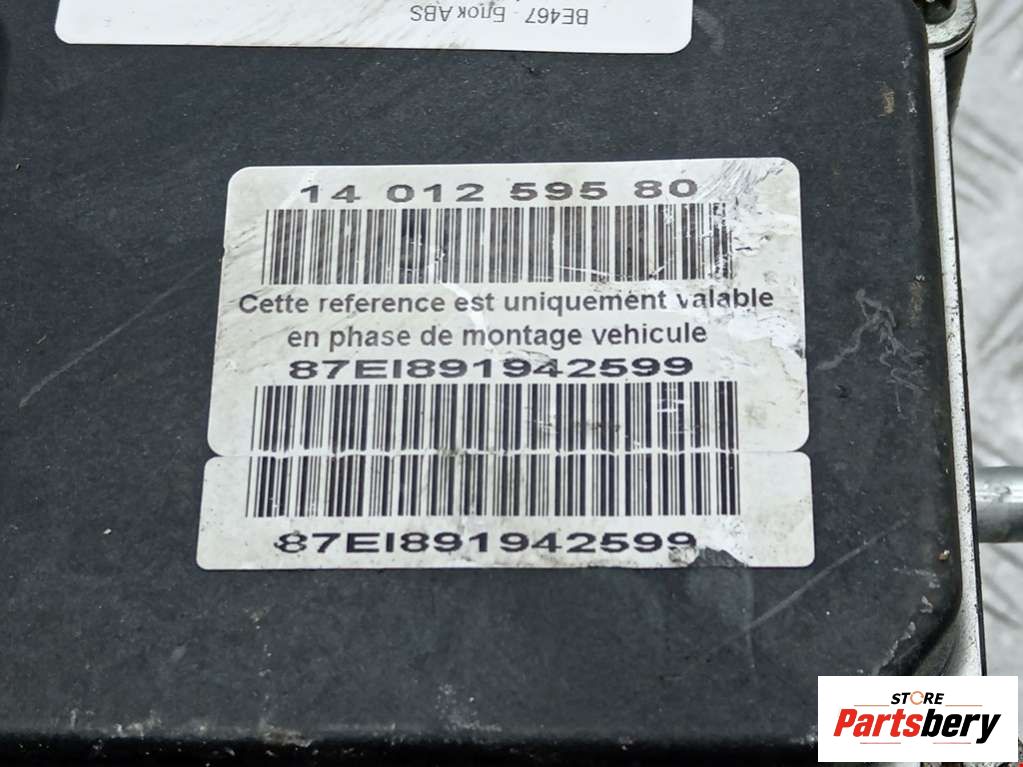 BE467 - Блок ABS
14 012 595 80
Cette reference est uniquement valable
en phase de montage vehicule
87EI891942599
87EI891942599
STORE
Partsbery